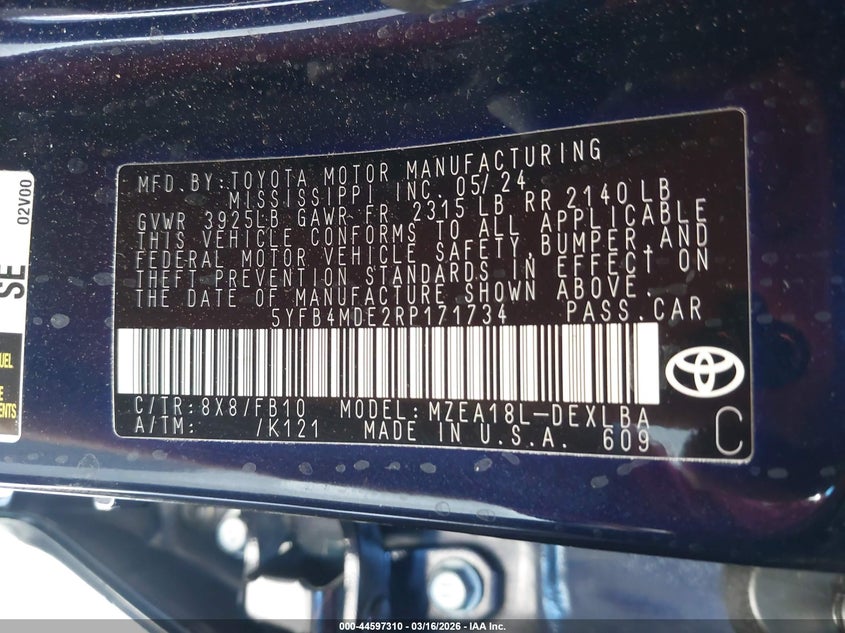 MFD.BY:TOYOTA MOTOR MANUFACTURING
MISSISSIPPI INC. 05/24
GVWR 3925LB GAWR FR 2315 LB RR 2140 LB
THIS VEHICLE CONFORMS TO ALL APPLICABLE
FEDERAL MOTOR VEHICLE SAFETY, BUMPER, AND
THEFT PREVENTION STANDARDS IN EFFECT ON
THE DATE OF MANUFACTURE SHOWN ABOVE.
5YFB4MDE2RP171734 PASS.CAR
C/TR: 8X8/FB10 MODEL: MZEA18L-DEXLBA
A/TM: /K121 MADE IN U.S.A. 609
C
02V00
SE
000-44597310 - 03/16/2026 - IAA Inc.